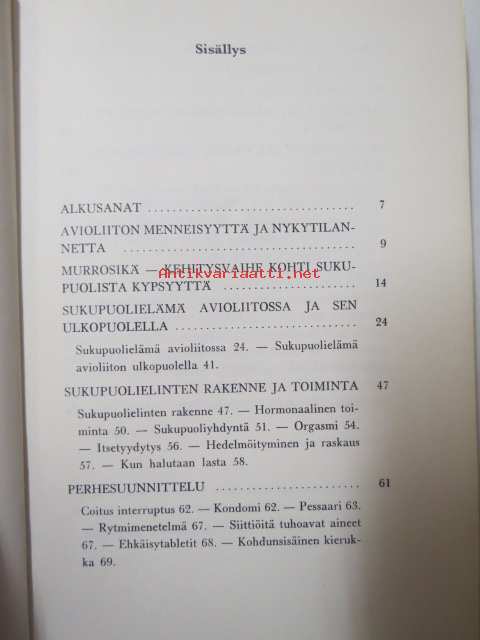 Sisällys
ALKUSANAT .................................. 7
AVIOLIITON MENNEISYYTTÄ JA NYKYTILAN-
NETTA .................................. 9
MURROSIKÄ — KEHITYSVAIHE KOHTI SUKU-
Antikvariaatti.net
PUOLISTA KYPSYYTTÄ .................... 14
SUKUPUOLIELÄMÄ AVIOLIITOSSA JA SEN
ULKOPUOLELLA .......................... 24
Sukupuolielämä avioliitossa 24. — Sukupuolielämä
avioliiton ulkopuolella 41.
SUKUPUOLIELINTEN RAKENNE JA TOIMINTA 47
Sukupuolielinten rakenne 47. — Hormonaalinen toi-
minta 50. — Sukupuoliyhdyntä 51. — Orgasmi 54.
— Itsetyydytys 56. — Hedelmöityminen ja raskaus
57. — Kun halutaan lasta 58.
PERHESUUNNITTELU ...................... 61
Coitus interruptus 62. — Kondomi 62. — Pessaari 63.
— Rytmimenetelmä 67. — Siittiöitä tuhoavat aineet
67. — Ehkäisytabletit 68. — Kohdunsisäinen kieruk-
ka 69.